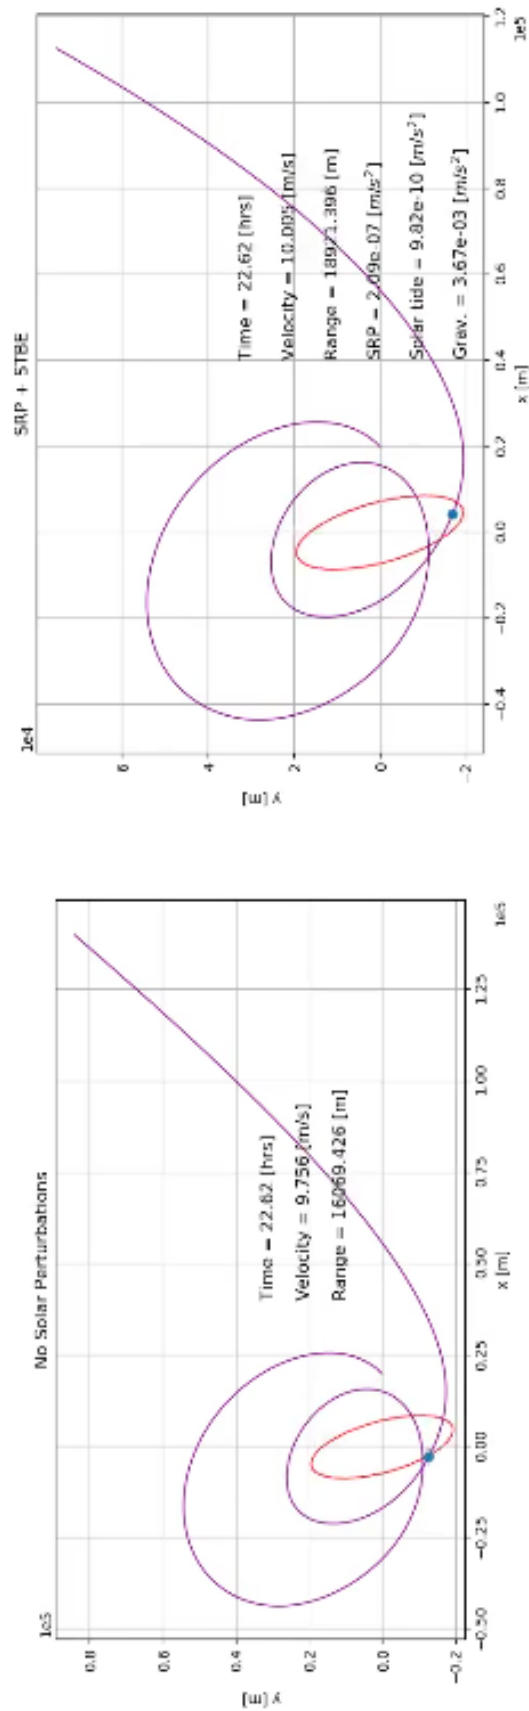 No Solar Perturbations
1e5
0.8
0.6
0.4
0.2
0.0
−0.2
y [m]
Time = 22.62 [hrs]
Velocity = 9.756 [m/s]
Range = 16069.426 [m]
−0.50
−0.25
0.00
0.25
0.50
0.75
1.00
1.25
1e5
x [m]
SRP + STBE
1e4
6
4
2
0
−2
y [m]
Time = 22.62 [hrs]
Velocity = 10.005 [m/s]
Range = [m]
SRP = 2.09e-07 [m/s²]
Solar tide = 9.82e-10 [m/s²]
Grav. = 3.67e-03 [m/s²]
−0.4
−0.2
0.0
0.2
0.4
0.6
0.8
1.0
1.2
1e5
x [m]